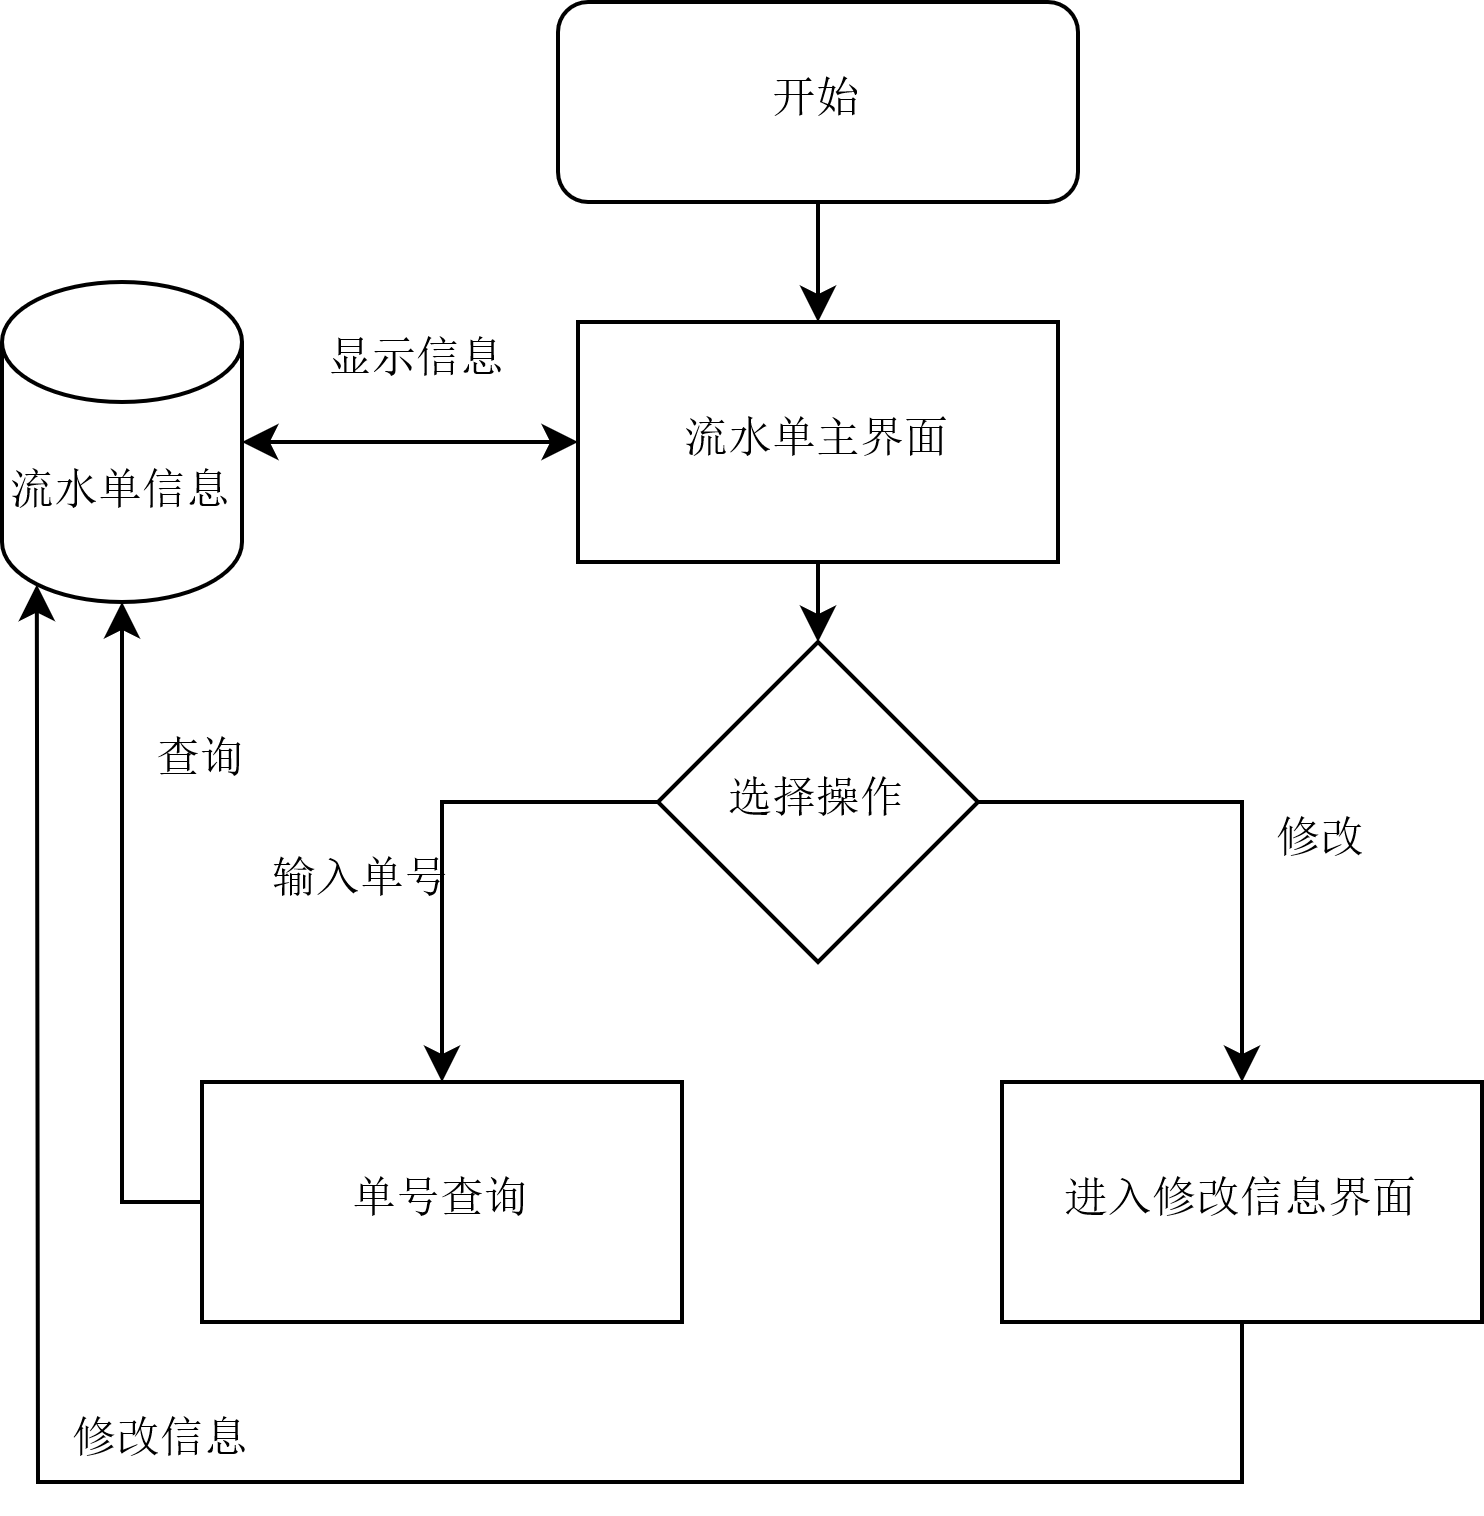 开始
显示信息
流水单主界面
流水单信息
查询
选择操作
修改
输入单号
单号查询
进入修改信息界面
修改信息